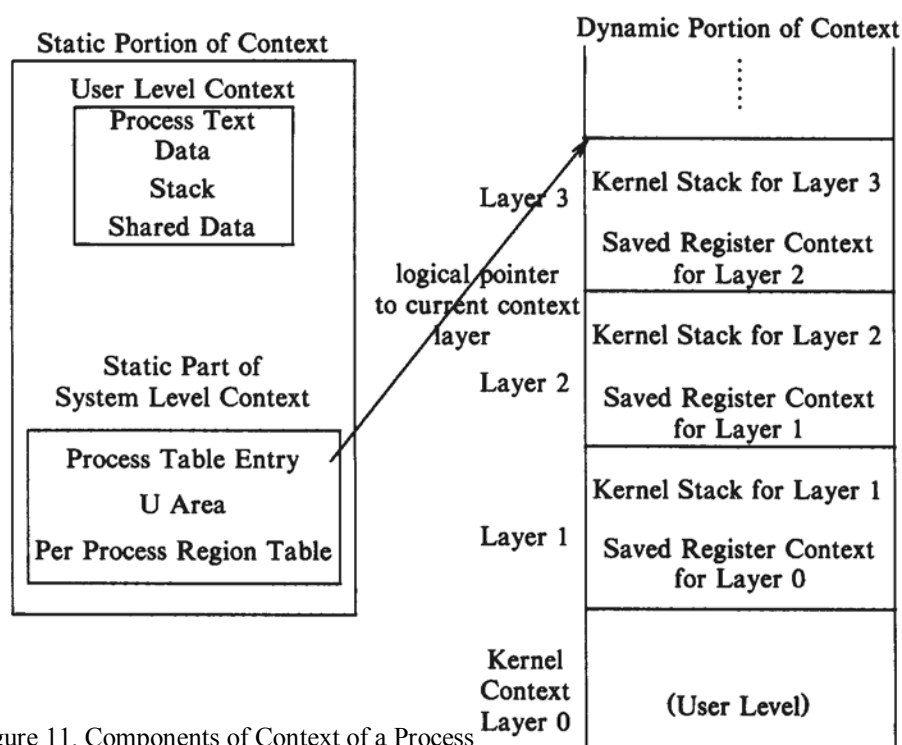 Static Portion of Context
User Level Context
Process Text
Data
Stack
Shared Data
Static Part of
System Level Context
Process Table Entry
U Area
Per Process Region Table
logical pointer
to current context
layer
Dynamic Portion of Context
Layer 3
Kernel Stack for Layer 3
Saved Register Context
for Layer 2
Layer 2
Kernel Stack for Layer 2
Saved Register Context
for Layer 1
Layer 1
Kernel Stack for Layer 1
Saved Register Context
for Layer 0
Kernel
Context
Layer 0
(User Level)
gure 11. Components of Context of a Process